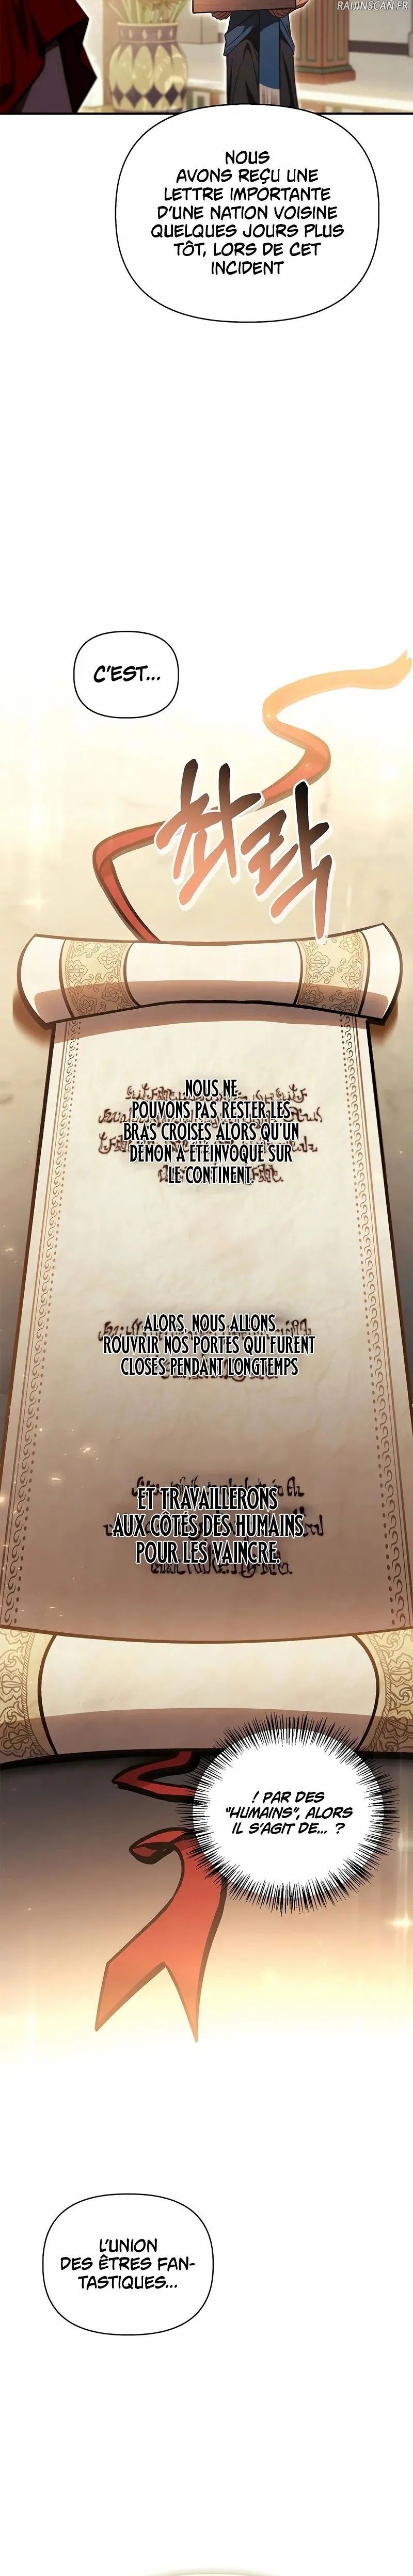 RAIJINSCAN.FR
NOUS
AVONS REÇU UNE
LETTRE IMPORTANTE
D'UNE NATION VOISINE
QUELQUES JOURS PLUS
TÔT, LORS DE CET
INCIDENT
C'EST...
촤락
NOUS NE
POUVONS PAS RESTER LES
BRAS CROISÉS ALORS QU'UN
DÉMON A ÉTÉINVOQUÉ SUR
LE CONTINENT.
ALORS, NOUS ALLONS
ROUVRIR NOS PORTES QUI FURENT
CLOSES PENDANT LONGTEMPS
ET TRAVAILLERONS
AUX CÔTÉS DES HUMAINS
POUR LES VAINCRE.
! PAR DES
"HUMAINS", ALORS
IL S'AGIT DE... ?
L'UNION
DES ÊTRES FAN-
TASTIQUES...